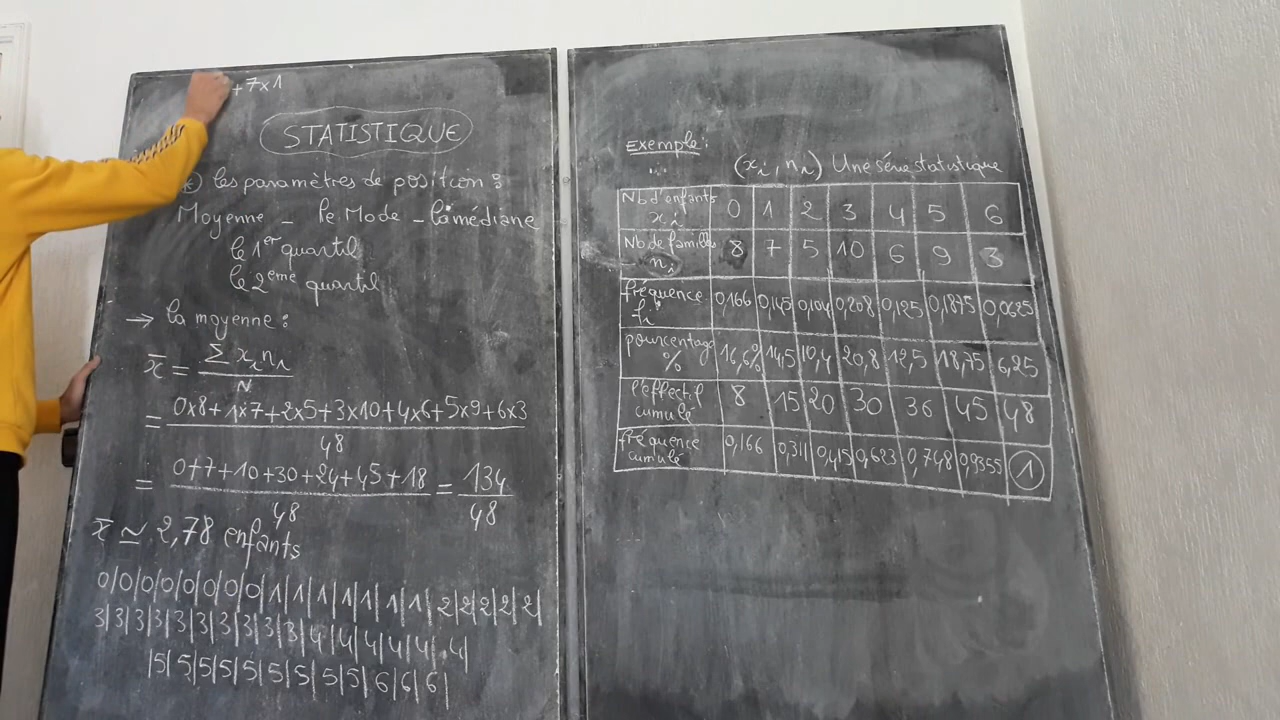 +7x1
STATISTIQUE
les paramètres de position :
Moyenne - le Mode - la médiane
le 1er quartil
le 2ème quartil
→ la moyenne :
x̄ = Σ xi ni / N
= 0x8+1x7+2x5+3x10+4x6+5x9+6x3 / 48
= 0+7+10+30+24+45+18 / 48 = 134 / 48
x̄ ≃ 2,78 enfants
0|0|0|0|0|0|0|0|1|1|1|1|1|1|1|2|2|2|2|2|
3|3|3|3|3|3|3|3|3|3|4|4|4|4|4|4|
|5|5|5|5|5|5|5|5|5|6|6|6|
Exemple :
(xi, ni) Une série statistique
Nb d'enfants xi 0 1 2 3 4 5 6
Nb de familles ni 8 7 5 10 6 9 3
fréquence fi 0,166 0,145 0,104 0,208 0,125 0,1875 0,0625
pourcentage % 16,6% 14,5 10,4 20,8 12,5 18,75 6,25
l'effectif cumulé 8 15 20 30 36 45 48
fréquence cumulé 0,166 0,311 0,415 0,623 0,748 0,9355 1